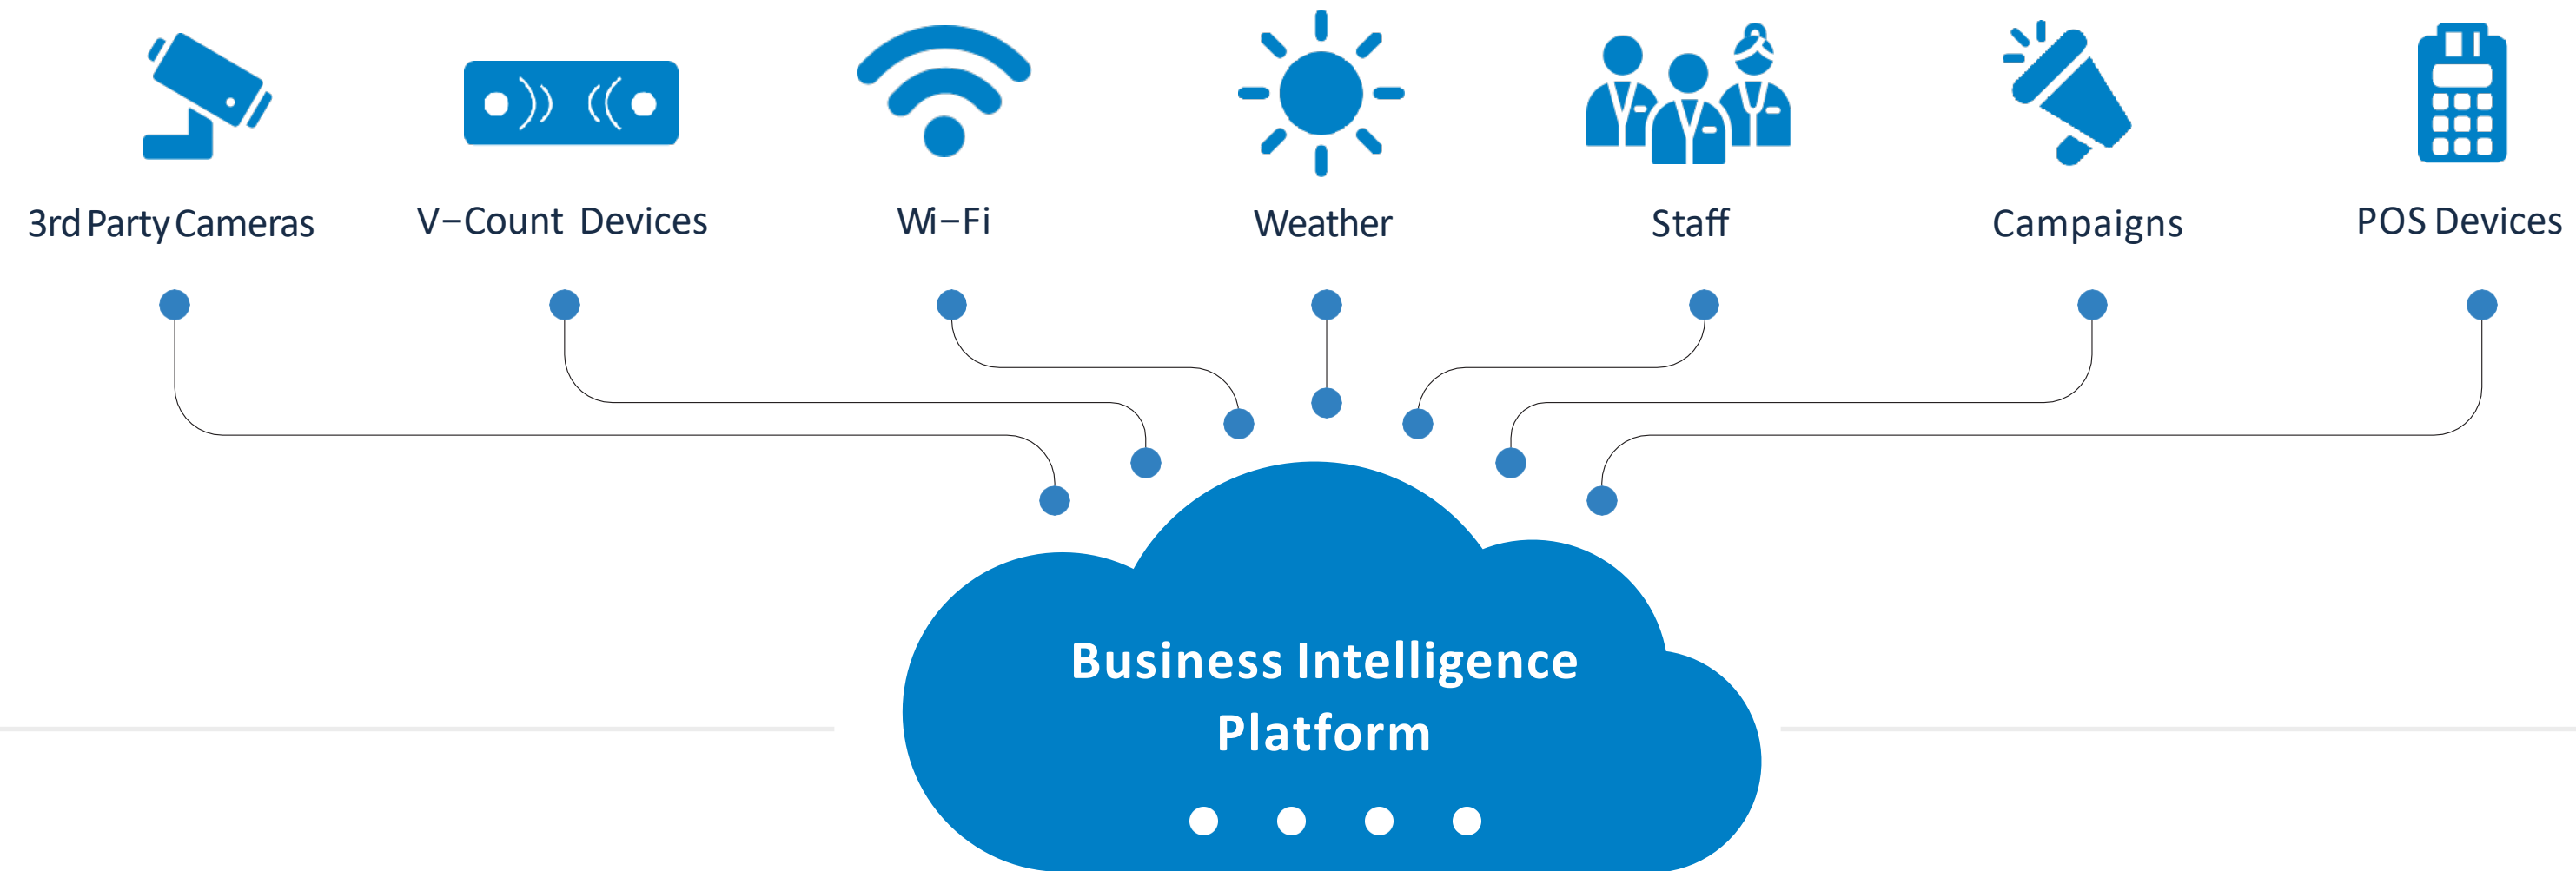 3rd Party Cameras
V-Count Devices
Wi-Fi
Weather
Staff
Campaigns
POS Devices
Business Intelligence
Platform